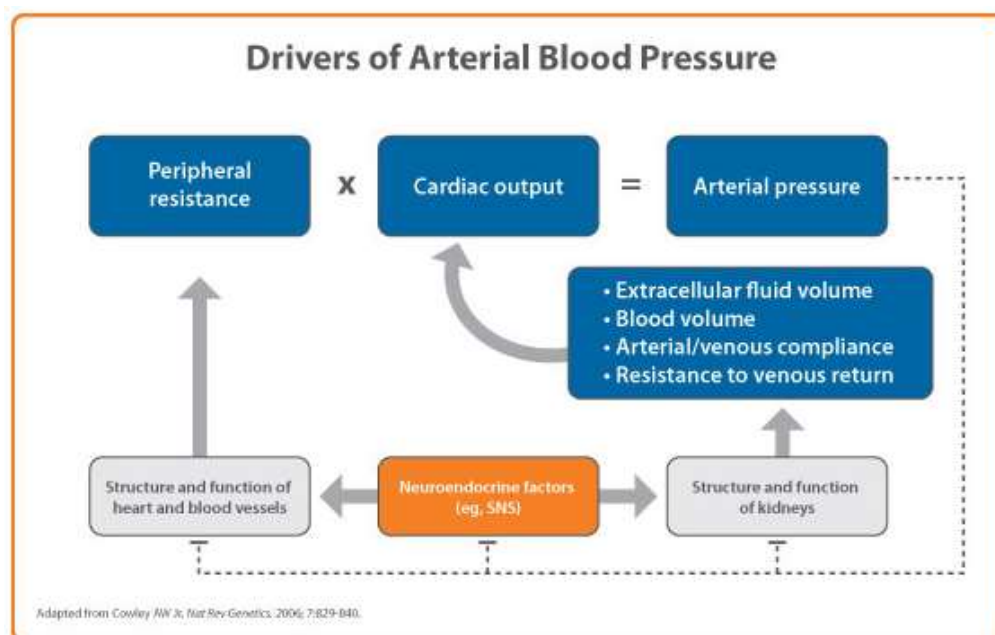 Drivers of Arterial Blood Pressure
Peripheral
resistance
x
Cardiac output
=
Arterial pressure
• Extracellular fluid volume
• Blood volume
• Arterial/venous compliance
• Resistance to venous return
Structure and function of
heart and blood vessels
Neuroendocrine factors
(eg, SNS)
Structure and function
of kidneys
Adapted from Cowley AW Jr, Nat Rev Genetics, 2006; 7:829-840.